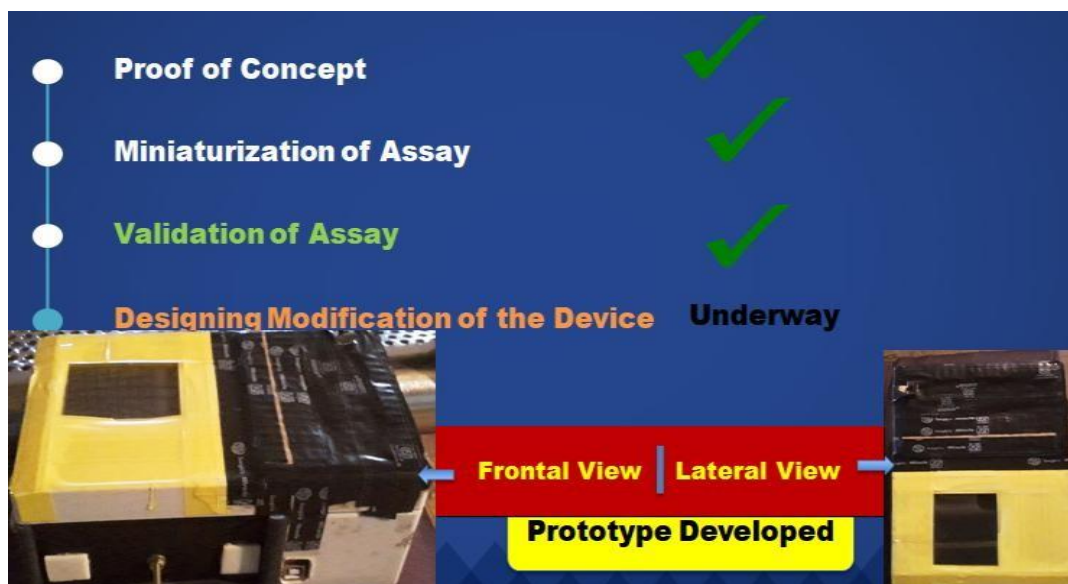 Proof of Concept
Miniaturization of Assay
Validation of Assay
Designing Modification of the Device Underway
Frontal View | Lateral View
Prototype Developed